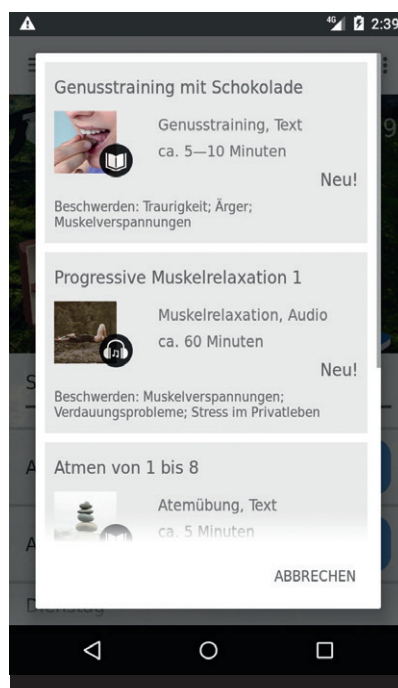 4G 2:39
Genusstraining mit Schokolade
Genusstraining, Text
ca. 5—10 Minuten
Neu!
Beschwerden: Traurigkeit; Ärger;
Muskelverspannungen
Progressive Muskelrelaxation 1
Muskelrelaxation, Audio
ca. 60 Minuten
Neu!
Beschwerden: Muskelverspannungen;
Verdauungsprobleme; Stress im Privatleben
Atmen von 1 bis 8
Atemübung, Text
ca. 5 Minuten
ABBRECHEN
Dienstag